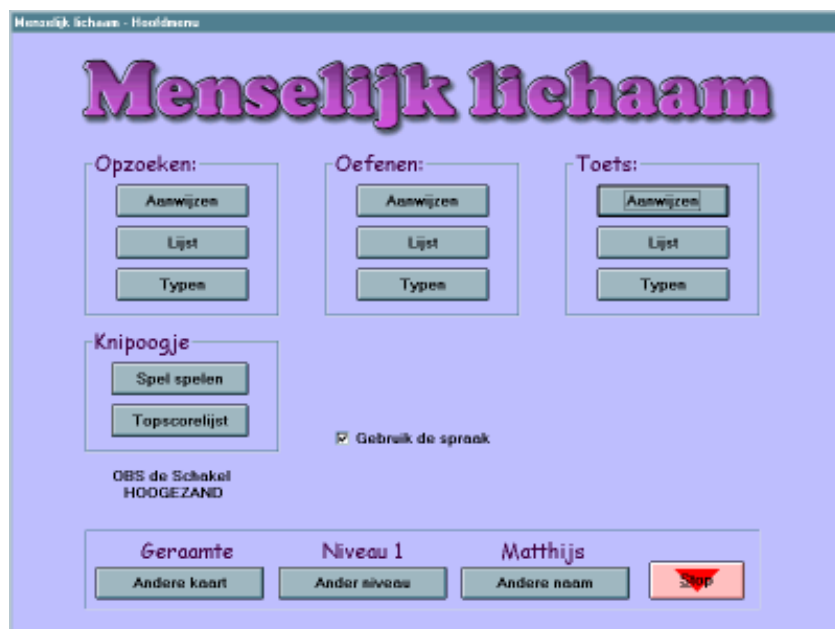 Menselijk lichaam - Hoofdmenu
Menselijk lichaam
Opzoeken:
Aanwijzen
Lijst
Typen
Oefenen:
Aanwijzen
Lijst
Typen
Toets:
Aanwijzen
Lijst
Typen
Knipoogje
Spel spelen
Topscorelijst
Gebruik de spraak
OBS de Schakel
HOOGEZAND
Geraamte
Andere kaart
Niveau 1
Ander niveau
Matthijs
Andere naam
Stop